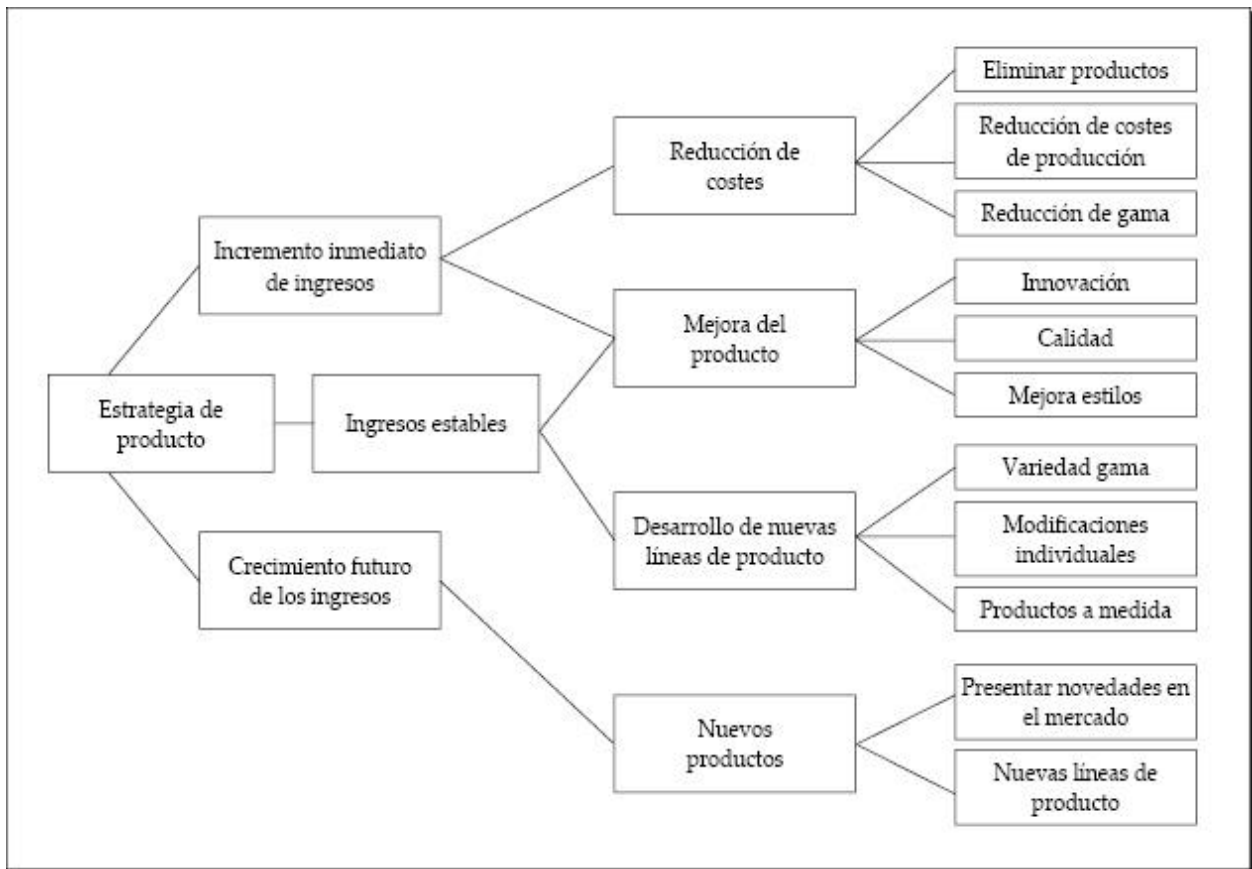 Estrategia de
producto
Incremento inmediato
de ingresos
Ingresos estables
Crecimiento futuro
de los ingresos
Reducción de
costes
Mejora del
producto
Desarrollo de nuevas
líneas de producto
Nuevos
productos
Eliminar productos
Reducción de costes
de producción
Reducción de gama
Innovación
Calidad
Mejora estilos
Variedad gama
Modificaciones
individuales
Productos a medida
Presentar novedades en
el mercado
Nuevas líneas de
producto